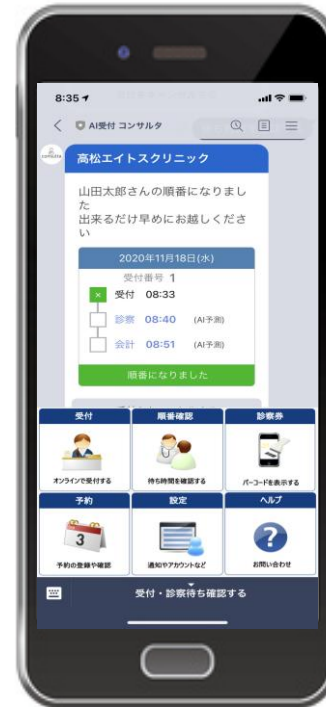 8:35
AI受付 コンサルタ
高松エイトスクリニック
山田太郎さんの順番になりまし
た
出来るだけ早めにお越しくださ
い
2020年11月18日(水)
受付番号 1
受付 08:33
診察 08:40 (AI予測)
会計 08:51 (AI予測)
順番になりました
受付 順番確認 診察券
オンラインで受付する 待ち時間を確認する バーコードを表示する
予約 設定 ヘルプ
3
予約の登録や確認 通知やアカウントなど お問い合わせ
受付・診察待ち確認する